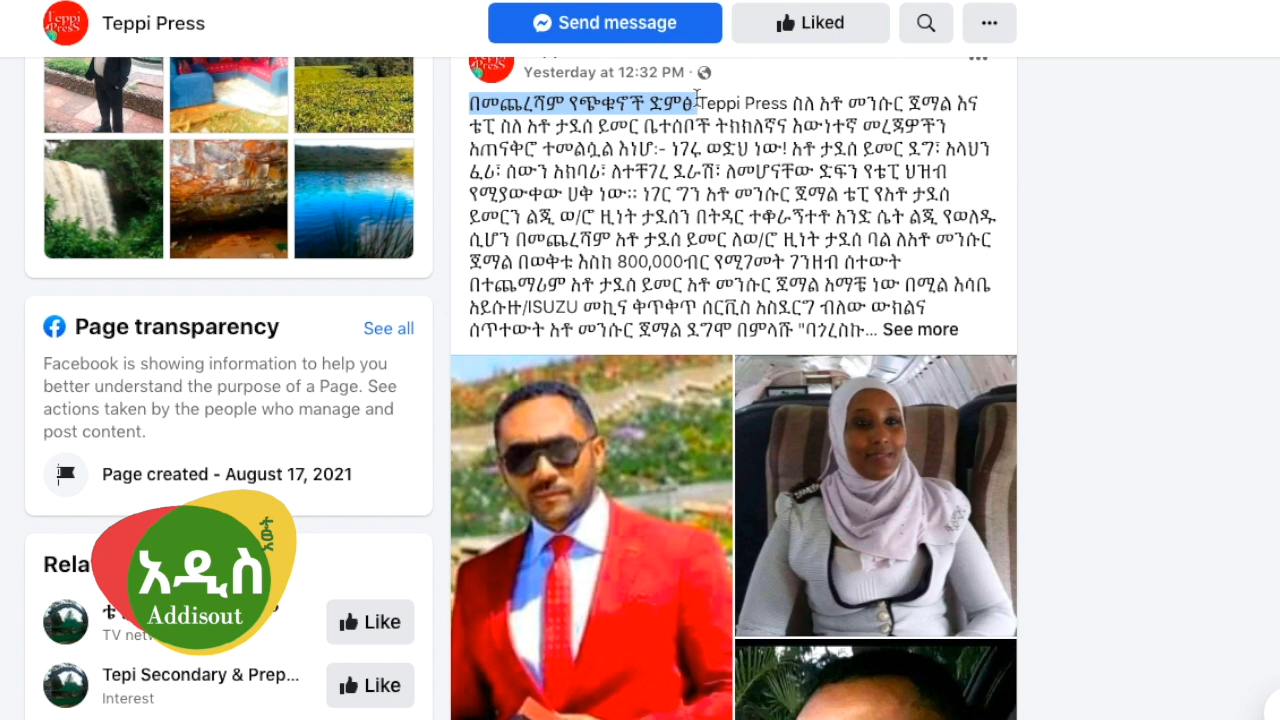 Teppi PresS
Teppi Press
Send message
Liked
Yesterday at 12:32 PM ·
በመጨረሻም የጭቁኖች ድምፅ Teppi Press ስለ አቶ መንሱር ጀማል እና
ቴፒ ስለ አቶ ታደሰ ይመር ቤተሰቦች ትክክለኛና እውነተኛ መረጃዎችን
አጠናቅሮ ተመልሷል እነሆ:- ነገሩ ወድህ ነው! አቶ ታደሰ ይመር ደግ፣ አላህን
ፈሪ፣ ሰውን አክባሪ፣ ለተቸገረ ደራሽ፣ ለመሆናቸው ድፍን የቴፒ ህዝብ
የሚያውቀው ሀቅ ነው። ነገር ግን አቶ መንሱር ጀማል ቴፒ የአቶ ታደሰ
ይመርን ልጂ ወ/ሮ ዚነት ታደሰን በትዳር ተቆራኝተቶ አንድ ሴት ልጂ የወለዱ
ሲሆን በመጨረሻም አቶ ታደሰ ይመር ለወ/ሮ ዚነት ታደሰ ባል ለአቶ መንሱር
ጀማል በወቅቱ እስከ 800,000ብር የሚገመት ገንዘብ ሰተውት
በተጨማሪም አቶ ታደሰ ይመር አቶ መንሱር ጀማል አማቼ ነው በሚል እሳቤ
አይሱዙ/ISUZU መኪና ቅጥቅጥ ሰርቪስ አስደርግ ብለው ውክልና
ሰጥተውት አቶ መንሱር ጀማል ደግሞ በምላሹ "ባጎረስኩ... See more
Page transparency
See all
Facebook is showing information to help you
better understand the purpose of a Page. See
actions taken by the people who manage and
post content.
Page created - August 17, 2021
አውቱ
አዲስ
Addisout
Rela
TV netw
Like
Tepi Secondary & Prep...
Interest
Like